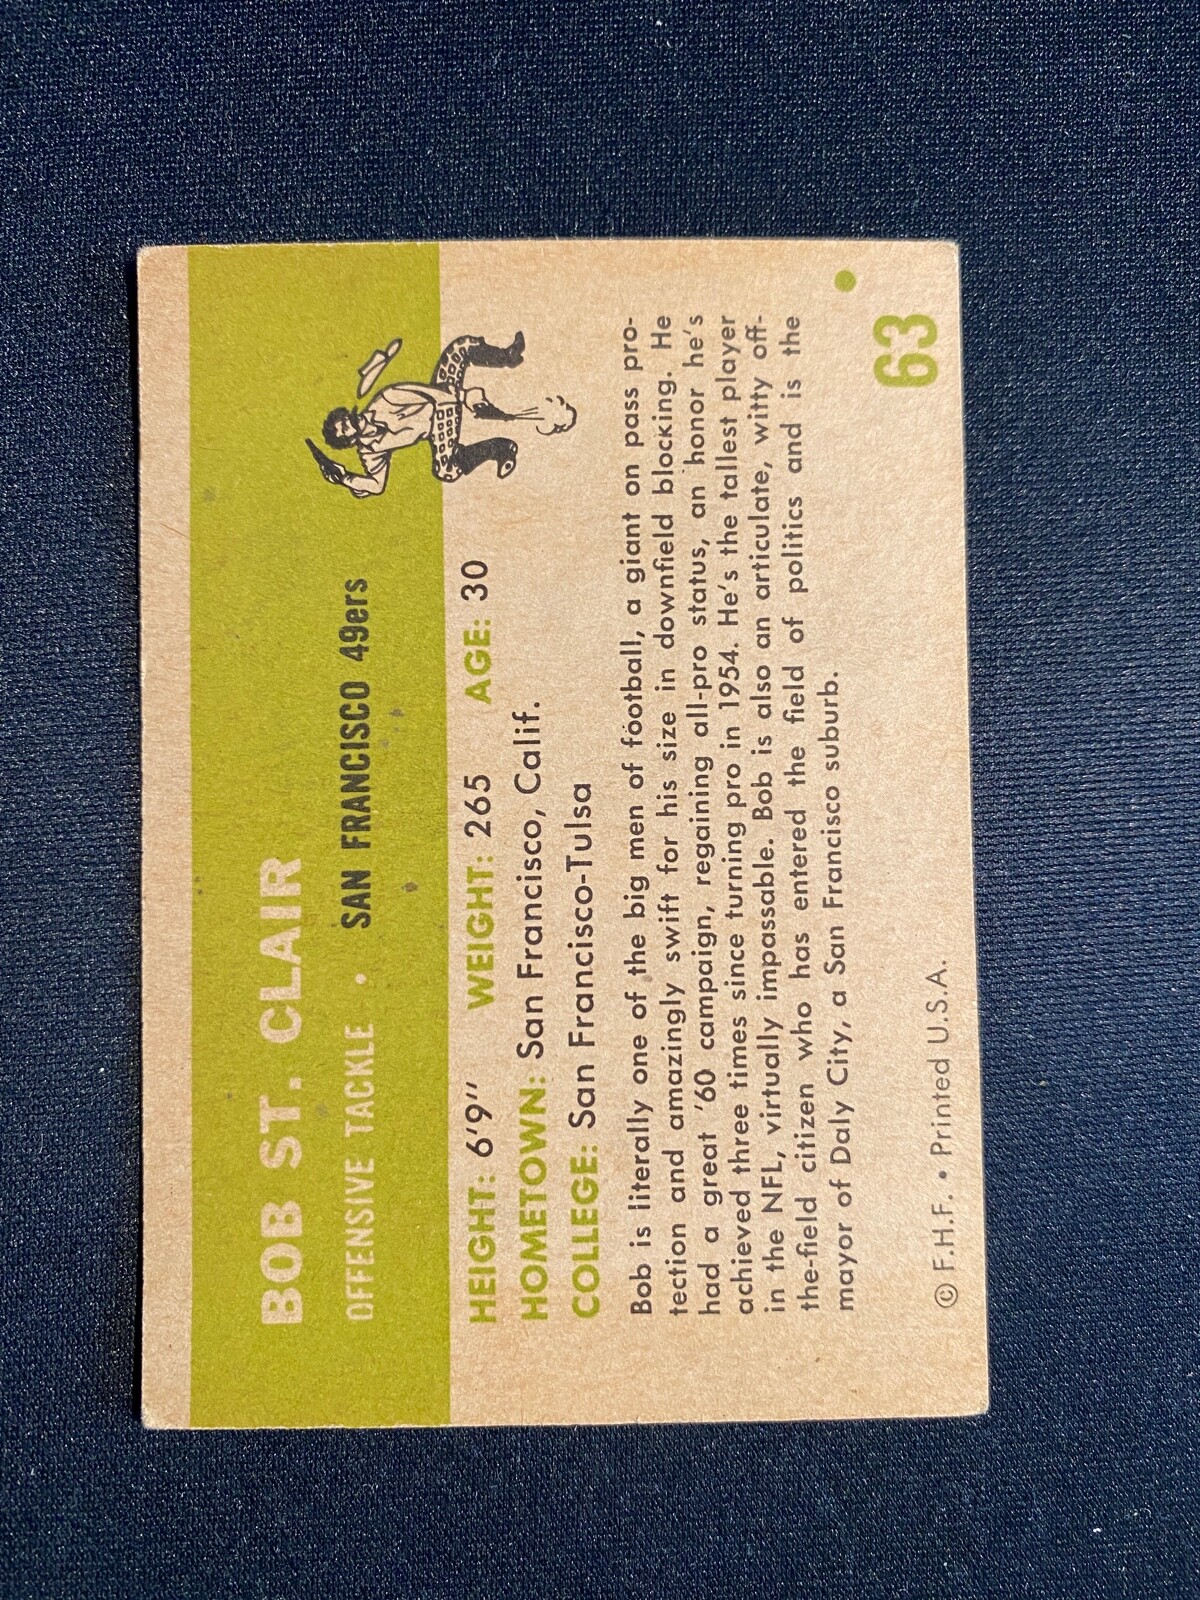 BOB ST. CLAIR
OFFENSIVE TACKLE • SAN FRANCISCO 49ers
HEIGHT: 6'9" WEIGHT: 265 AGE: 30
HOMETOWN: San Francisco, Calif.
COLLEGE: San Francisco-Tulsa
Bob is literally one of the big men of football, a giant on pass pro-
tection and amazingly swift for his size in downfield blocking. He
had a great '60 campaign, regaining all-pro status, an honor he's
achieved three times since turning pro in 1954. He's the tallest player
in the NFL, virtually impassable. Bob is also an articulate, witty off-
the-field citizen who has entered the field of politics and is the
mayor of Daly City, a San Francisco suburb.
© F.H.F. • Printed U.S.A.
63